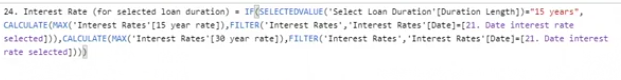 24. Interest Rate (for selected loan duration) = IF(SELECTEDVALUE('Select Loan Duration'[Duration Length])="15 years",
CALCULATE(MAX('Interest Rates'[15 year rate]),FILTER('Interest Rates','Interest Rates'[Date]=[21. Date interest rate
selected])),CALCULATE(MAX('Interest Rates'[30 year rate]),FILTER('Interest Rates','Interest Rates'[Date]=[21. Date interest
rate selected])))